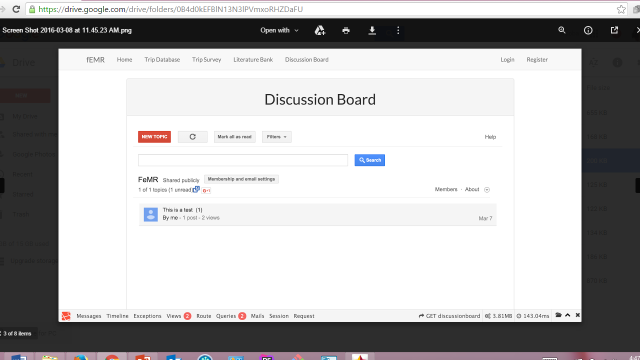 https://drive.google.com/drive/folders/0B4d0kEFBIN13N3lPVmxoRHZDaFU
Screen Shot 2016-03-08 at 11.45.23 AM.png
Open with
fEMR Home Trip Database Trip Survey Literature Bank Discussion Board Login Register
Discussion Board
NEW TOPIC Mark all as read Filters Help
Search
FeMR Shared publicly Membership and email settings
1 of 1 topics (1 unread) Members · About
This is a test (1)
By me - 1 post - 2 views Mar 7
Messages Timeline Exceptions Views 2 Route Queries 2 Mails Session Request GET discussionboard 3.81MB 143.04ms
3 of 8 items